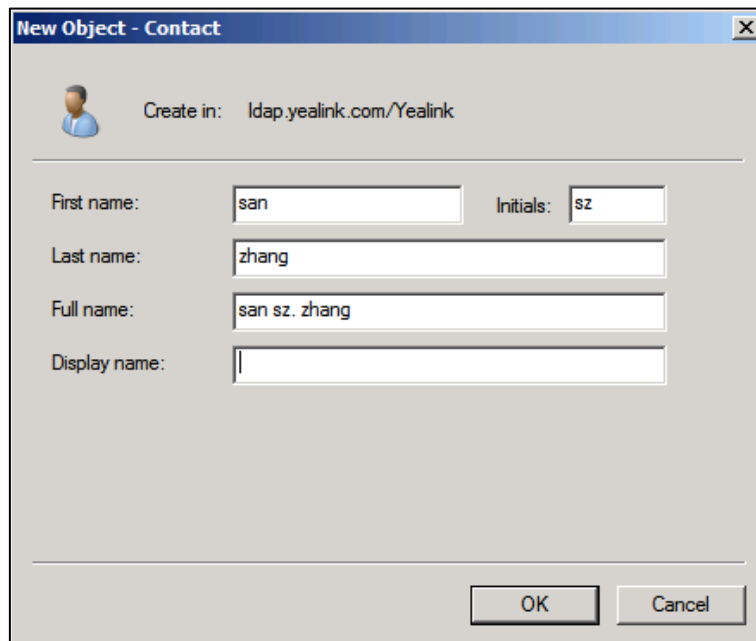 New Object - Contact
Create in: ldap.yealink.com/Yealink
First name: san Initials: sz
Last name: zhang
Full name: san sz. zhang
Display name:
OK Cancel